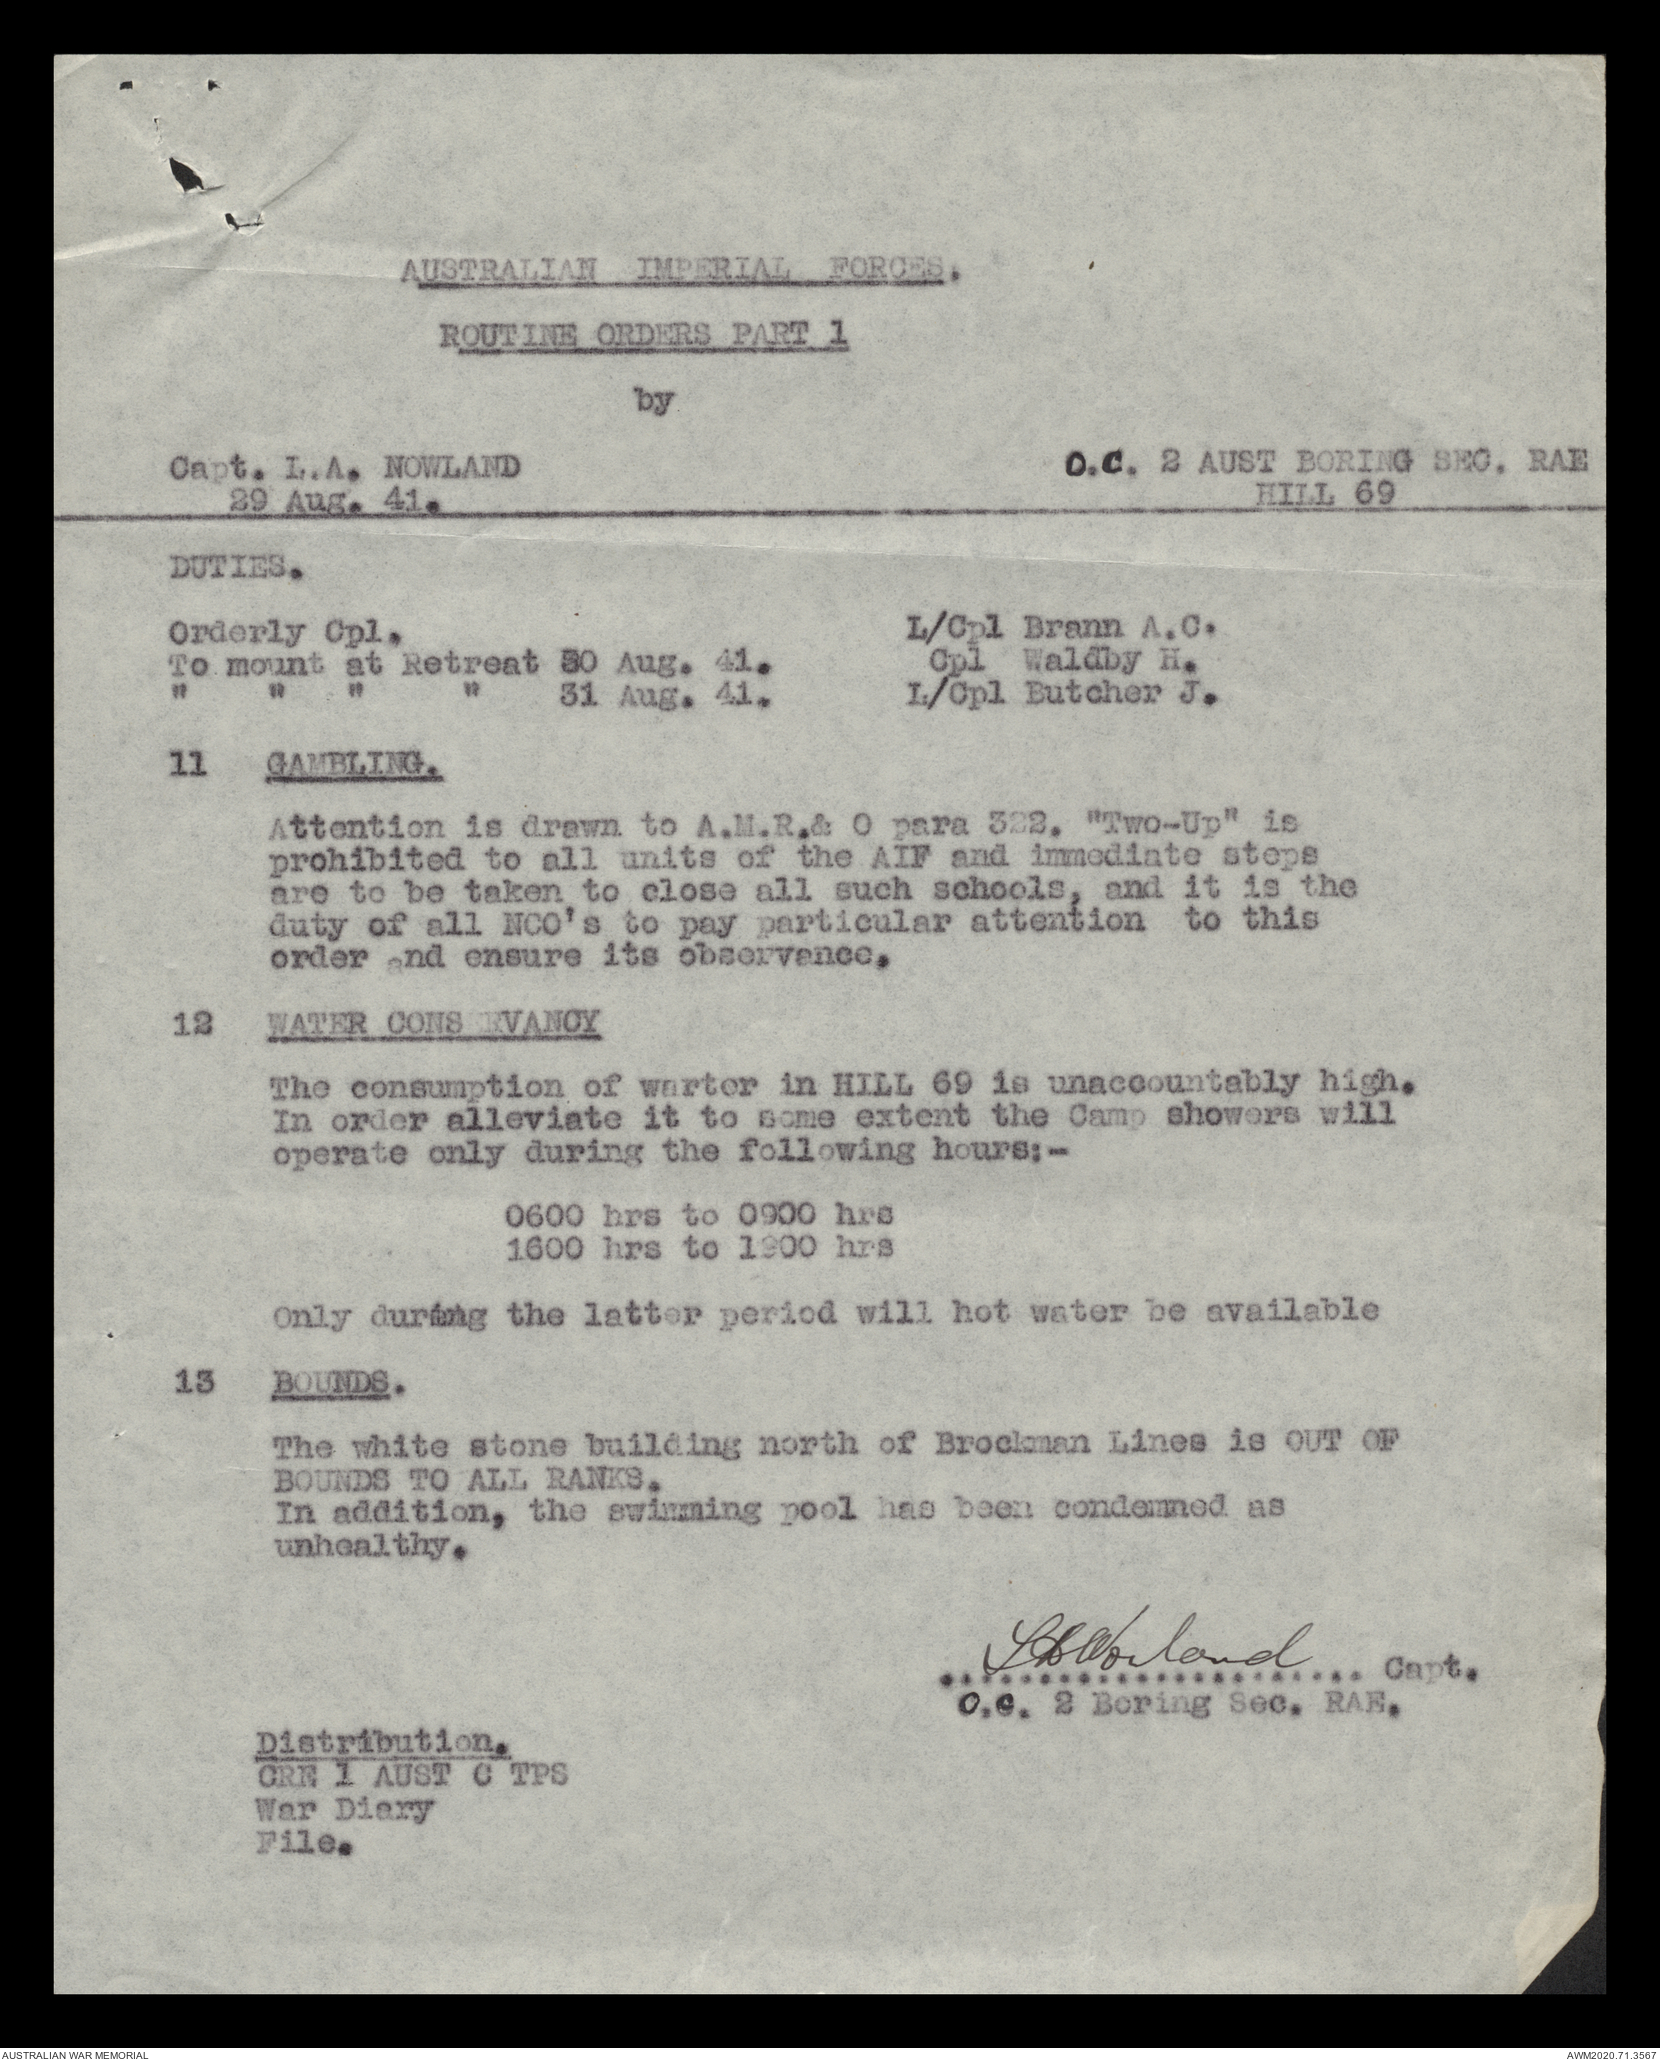 AUSTRALIAN IMPERIAL FORCES.
ROUTINE ORDERS PART 1
by
Capt. L.A. NOWLAND
29 Aug. 41.
O.C. 2 AUST BORING SEC. RAE
HILL 69
DUTIES.
Orderly Cpl. L/Cpl Brann A.C.
To mount at Retreat 30 Aug. 41. Cpl Waldby H.
" " " " 31 Aug. 41. L/Cpl Butcher J.
11 GAMBLING.
Attention is drawn to A.M.R.& O para 322. "Two-Up" is
prohibited to all units of the AIF and immediate steps
are to be taken to close all such schools, and it is the
duty of all NCO's to pay particular attention to this
order and ensure its observance.
12 WATER CONSERVANCY
The consumption of warter in HILL 69 is unaccountably high.
In order alleviate it to some extent the Camp showers will
operate only during the following hours:-
0600 hrs to 0900 hrs
1600 hrs to 1900 hrs
Only during the latter period will hot water be available
13 BOUNDS.
The white stone building north of Brockman Lines is OUT OF
BOUNDS TO ALL RANKS.
In addition, the swimming pool has been condemned as
unhealthy.
LANowland
...................... Capt.
O.C. 2 Boring Sec. RAE.
Distribution.
CRE 1 AUST C TPS
War Diary
File.
AUSTRALIAN WAR MEMORIAL
AWM2020.71.3567